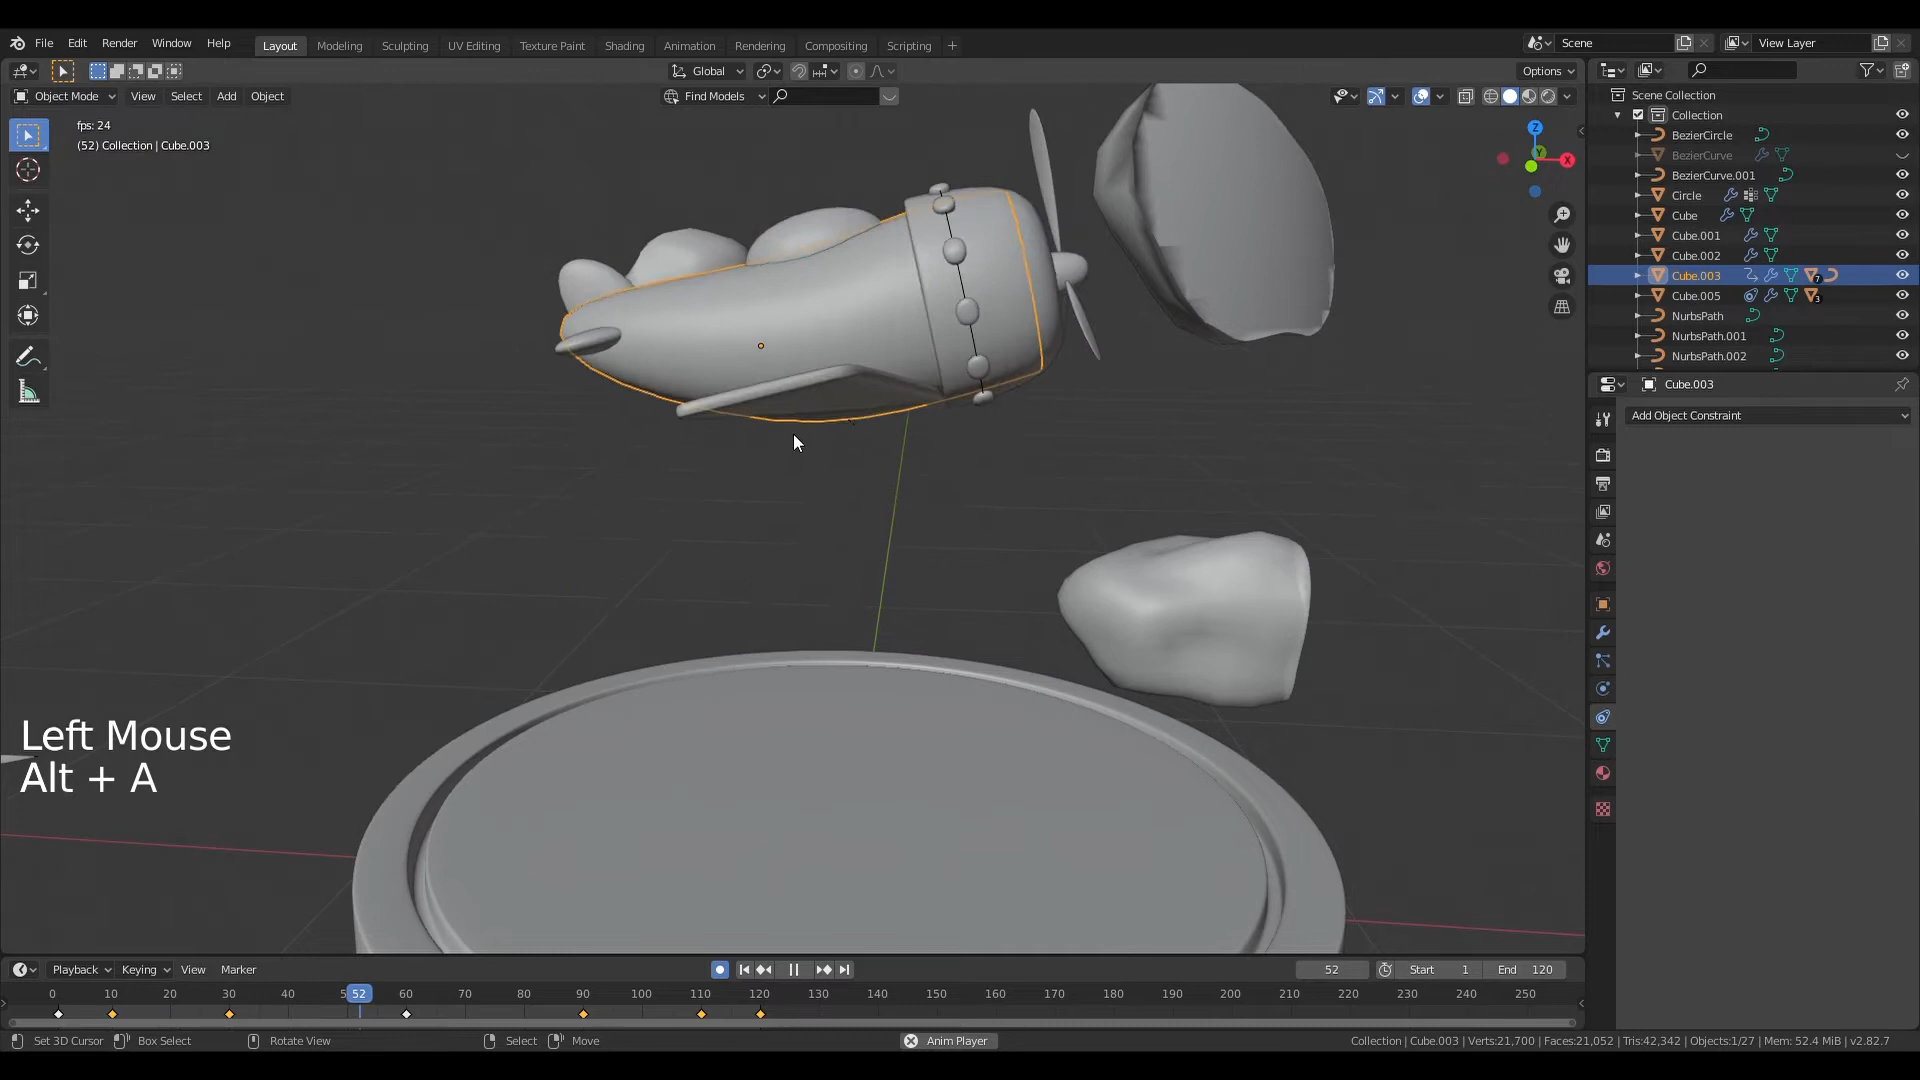 File Edit Render Window Help Layout Modeling Sculpting UV Editing Texture Paint Shading Animation Rendering Compositing Scripting + Scene View Layer
Global Options
Object Mode View Select Add Object Find Models
fps: 24
(52) Collection | Cube.003
Z
Y
X
Scene Collection
Collection
BezierCircle
BezierCurve
BezierCurve.001
Circle
Cube
Cube.001
Cube.002
Cube.003 7
Cube.005 3
NurbsPath
NurbsPath.001
NurbsPath.002
Cube.003
Add Object Constraint
Left Mouse
Alt + A
Playback Keying View Marker 52 Start 1 End 120
0 10 20 30 40 5 52 60 70 80 90 100 110 120 130 140 150 160 170 180 190 200 210 220 230 240 250
Set 3D Cursor Box Select Rotate View Select Move Anim Player Collection | Cube.003 | Verts:21,700 | Faces:21,052 | Tris:42,342 | Objects:1/27 | Mem: 52.4 MiB | v2.82.7